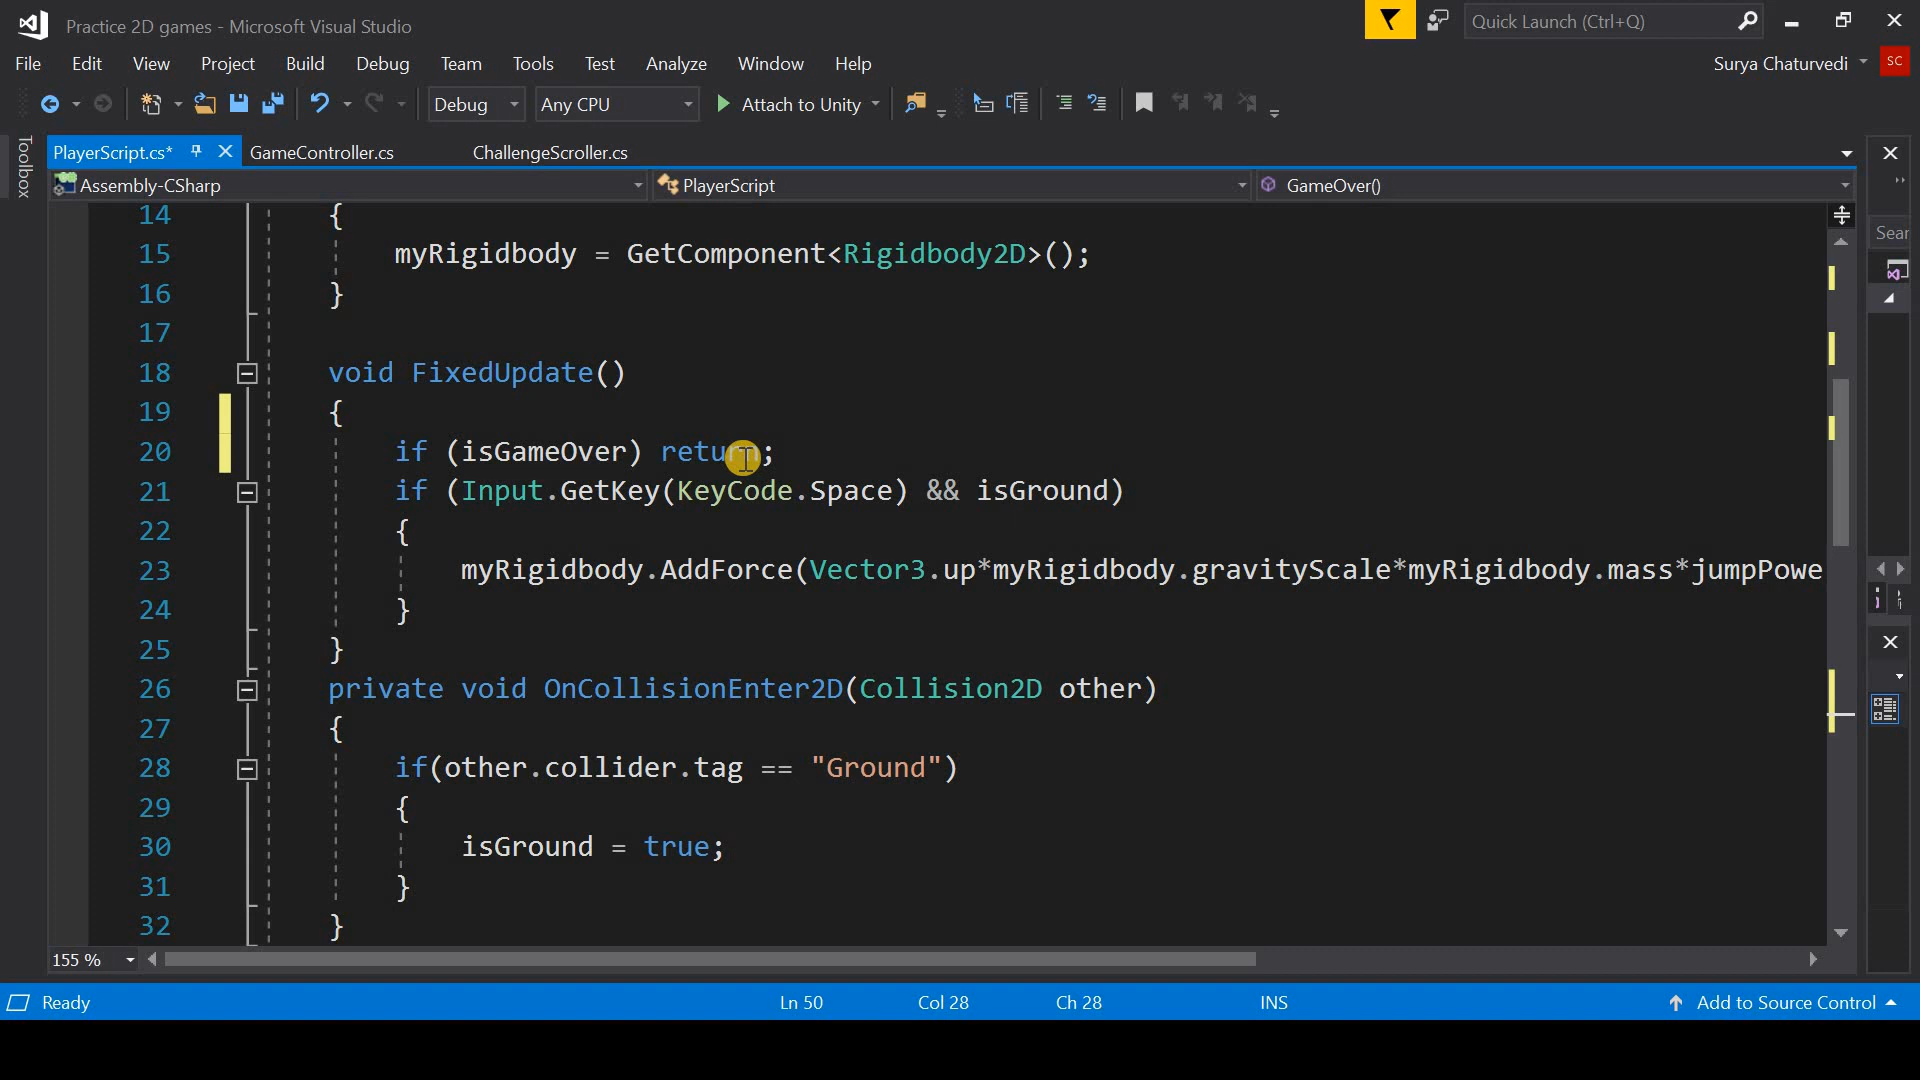 Practice 2D games - Microsoft Visual Studio
Quick Launch (Ctrl+Q)
File Edit View Project Build Debug Team Tools Test Analyze Window Help
Surya Chaturvedi SC
Debug Any CPU Attach to Unity
Toolbox
PlayerScript.cs* GameController.cs ChallengeScroller.cs
Assembly-CSharp PlayerScript GameOver()
Sear
14 {
15 myRigidbody = GetComponent<Rigidbody2D>();
16 }
17
18 void FixedUpdate()
19 {
20 if (isGameOver) return;
21 if (Input.GetKey(KeyCode.Space) && isGround)
22 {
23 myRigidbody.AddForce(Vector3.up*myRigidbody.gravityScale*myRigidbody.mass*jumpPowe
24 }
25 }
26 private void OnCollisionEnter2D(Collision2D other)
27 {
28 if(other.collider.tag == "Ground")
29 {
30 isGround = true;
31 }
32 }
155 %
Ready Ln 50 Col 28 Ch 28 INS Add to Source Control